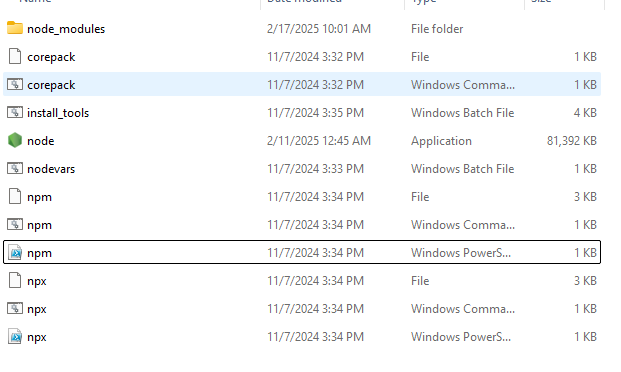 Name Date modified Type Size
node_modules 2/17/2025 10:01 AM File folder
corepack 11/7/2024 3:32 PM File 1 KB
corepack 11/7/2024 3:32 PM Windows Comma... 1 KB
install_tools 11/7/2024 3:35 PM Windows Batch File 4 KB
node 2/11/2025 12:45 AM Application 81,392 KB
nodevars 11/7/2024 3:33 PM Windows Batch File 1 KB
npm 11/7/2024 3:34 PM File 3 KB
npm 11/7/2024 3:34 PM Windows Comma... 1 KB
npm 11/7/2024 3:34 PM Windows PowerS... 1 KB
npx 11/7/2024 3:34 PM File 3 KB
npx 11/7/2024 3:34 PM Windows Comma... 1 KB
npx 11/7/2024 3:34 PM Windows PowerS... 1 KB